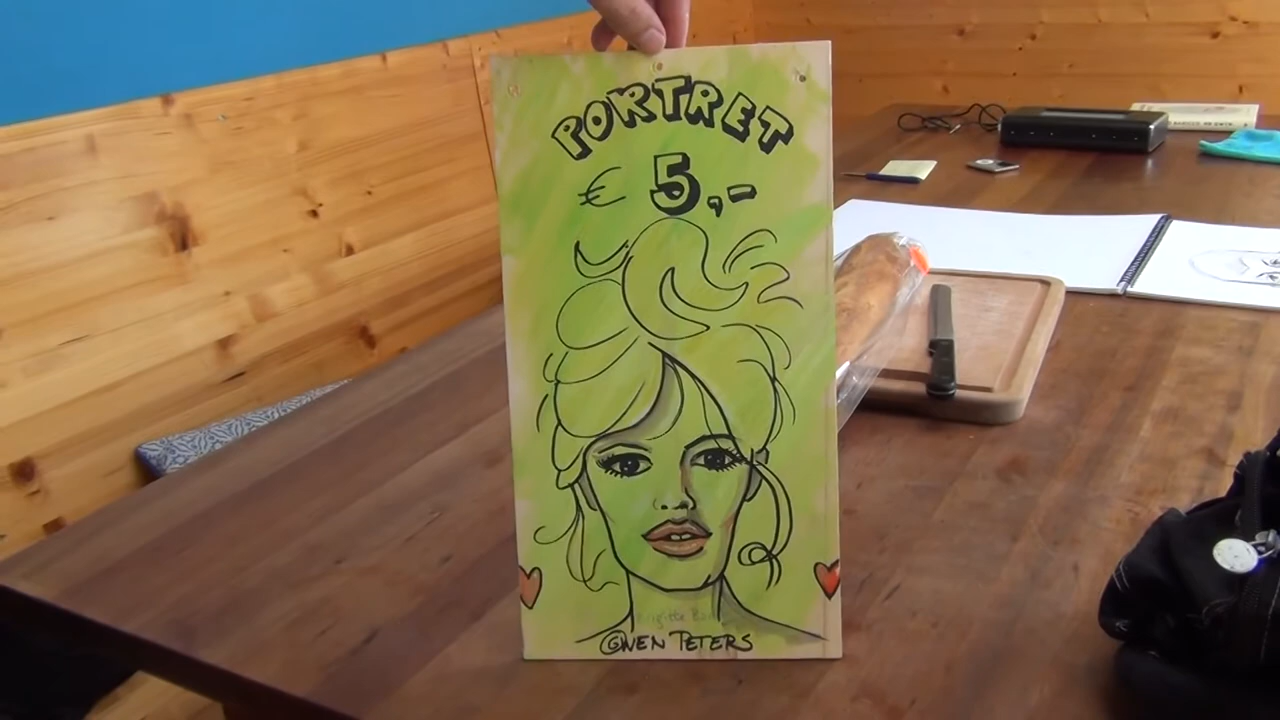 PORTRET
€ 5,-
GWEN PETERS